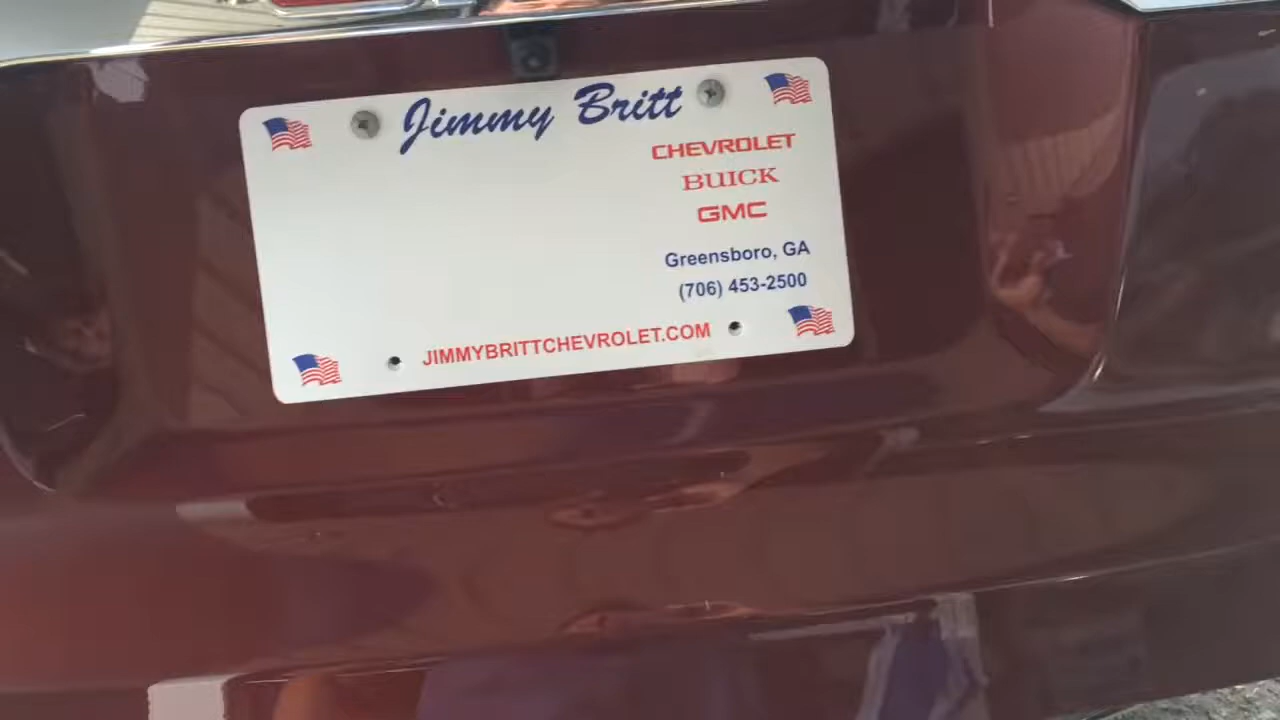 Jimmy Britt
CHEVROLET
BUICK
GMC
Greensboro, GA
(706) 453-2500
JIMMYBRITTCHEVROLET.COM